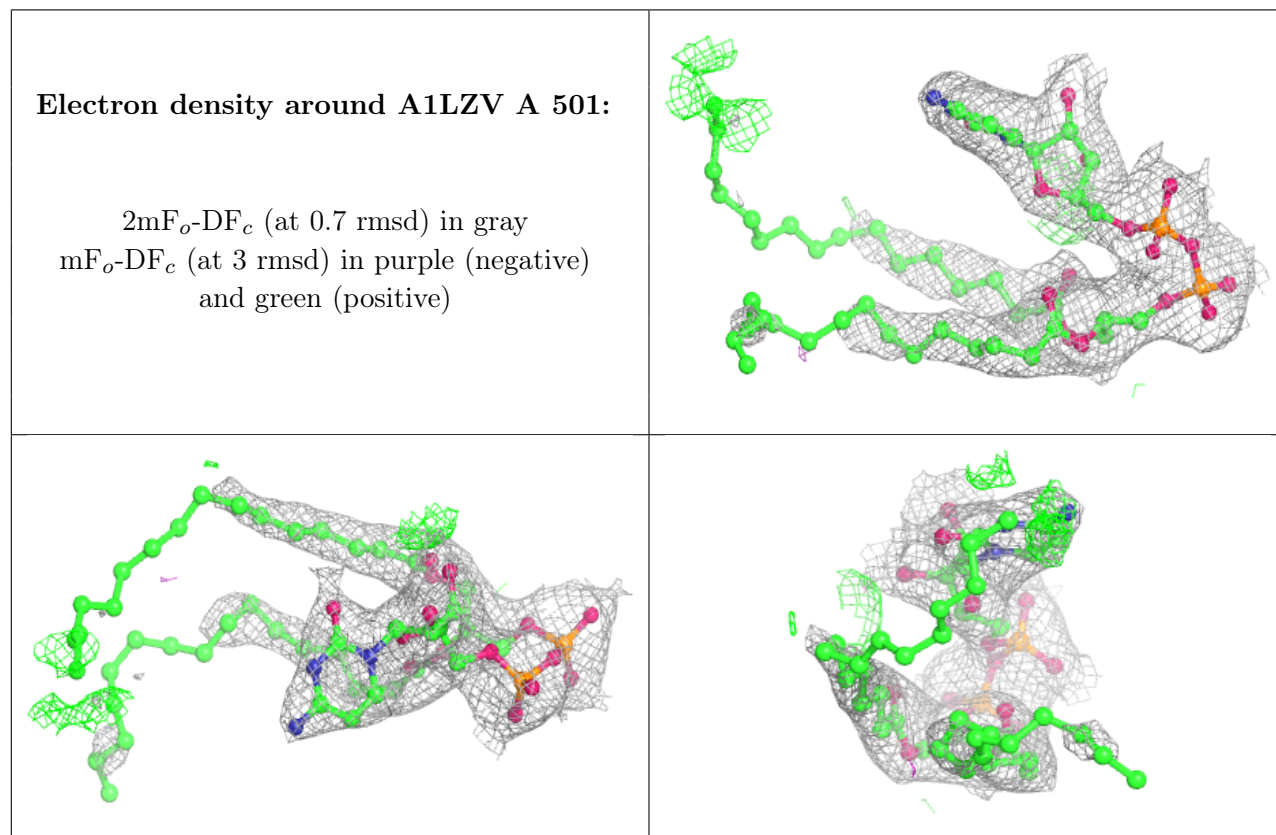 Electron density around A1LZV A 501:
2mFₒ-DF𝒸 (at 0.7 rmsd) in gray
mFₒ-DF𝒸 (at 3 rmsd) in purple (negative)
and green (positive)